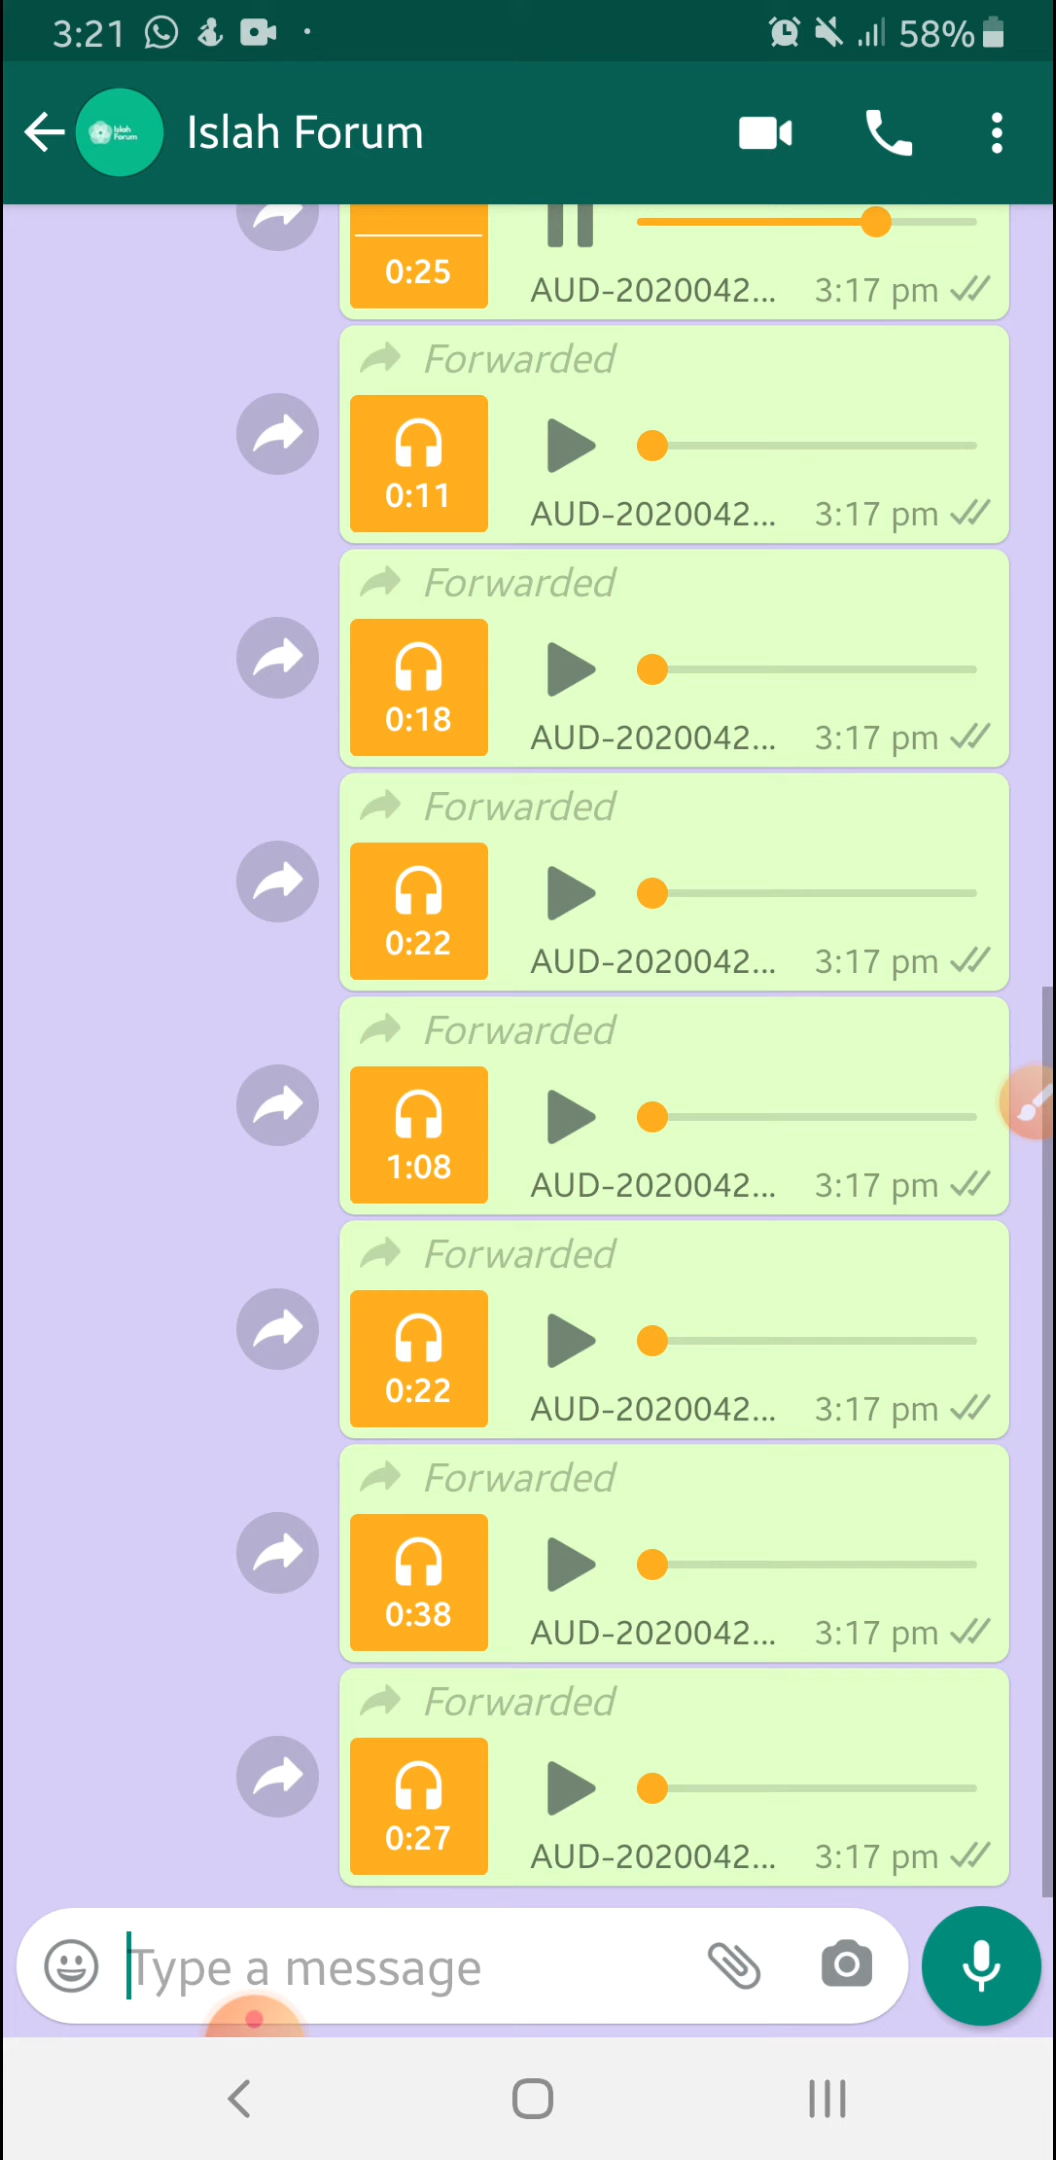 3:21
58%
Islah Forum
Islah Forum
0:25
AUD-2020042... 3:17 pm
Forwarded
0:11
AUD-2020042... 3:17 pm
Forwarded
0:18
AUD-2020042... 3:17 pm
Forwarded
0:22
AUD-2020042... 3:17 pm
Forwarded
1:08
AUD-2020042... 3:17 pm
Forwarded
0:22
AUD-2020042... 3:17 pm
Forwarded
0:38
AUD-2020042... 3:17 pm
Forwarded
0:27
AUD-2020042... 3:17 pm
Type a message